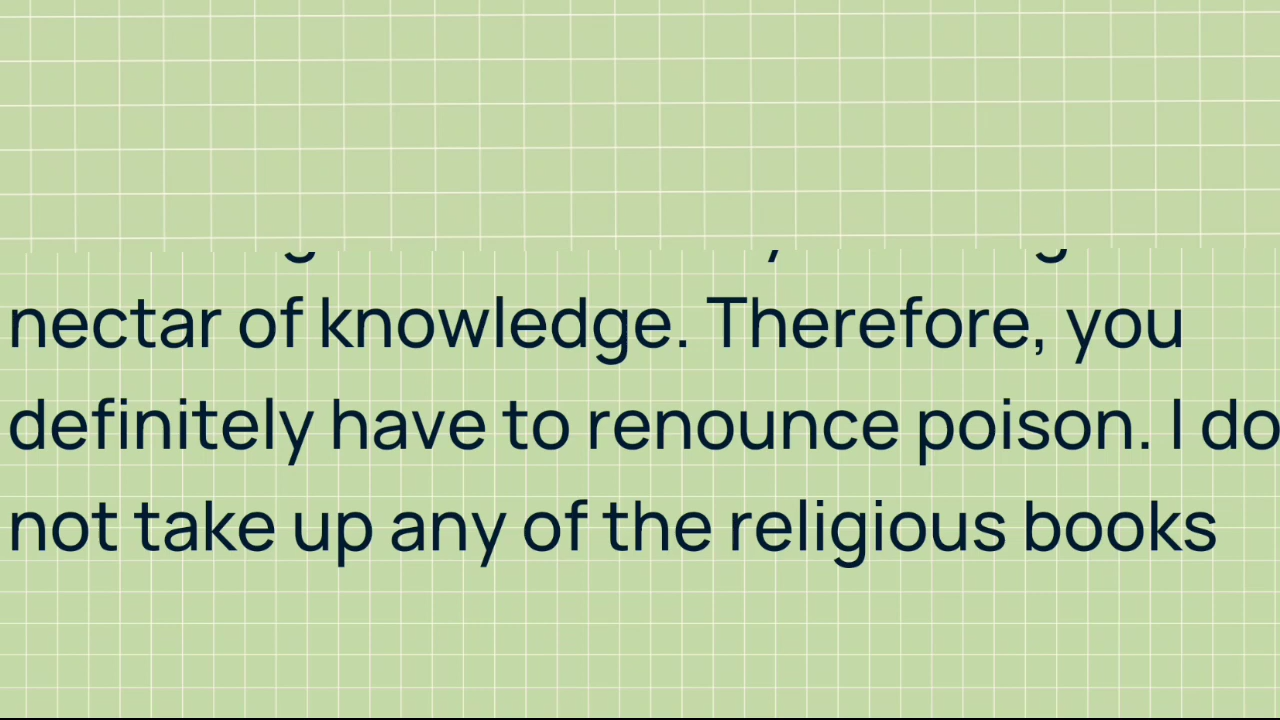 nectar of knowledge. Therefore, you
definitely have to renounce poison. I do
not take up any of the religious books